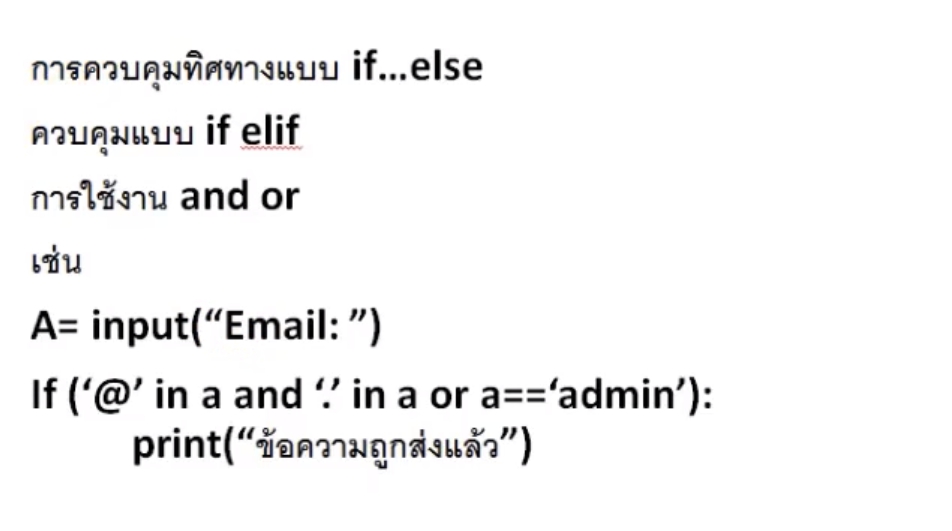 การควบคุมทิศทางแบบ if...else
ควบคุมแบบ if elif
การใช้งาน and or
เช่น
A= input(“Email: ”)
If (‘@’ in a and ‘.’ in a or a==‘admin’):
print(“ข้อความถูกส่งแล้ว”)